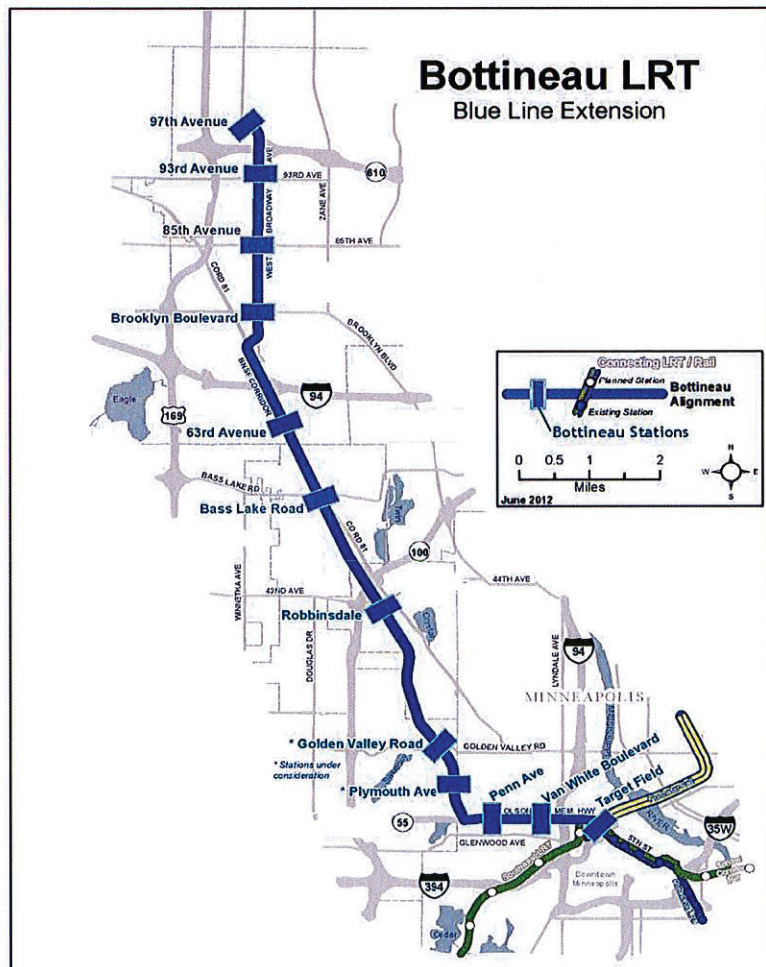 Bottineau LRT
Blue Line Extension
97th Avenue
93rd Avenue
93RD AVE
610
ZANE AVE
WEST BROADWAY AVE
85th Avenue
85TH AVE
CORD 81
Brooklyn Boulevard
BROOKLYN BLVD
BNSF CORRIDOR
94
Eagle
169
63rd Avenue
BASS LAKE RD
Bass Lake Road
Twin
CO RD 81
100
WINNETKA AVE
42ND AVE
44TH AVE
Robbinsdale
Crystal
DOUGLAS DR
LYNDALE AVE
94
MINNEAPOLIS
* Golden Valley Road
GOLDEN VALLEY RD
* Stations under
consideration
* Plymouth Ave
Penn Ave
Van White Boulevard
Target Field
55
OLSON MEM. HWY
GLENWOOD AVE
RIVER
35W
5TH ST
394
Downtown
Minneapolis
Cedar
Connecting LRT / Rail
Planned Station
Existing Station
Bottineau
Alignment
Bottineau Stations
0 0.5 1 2
Miles
N
W E
S
June 2012